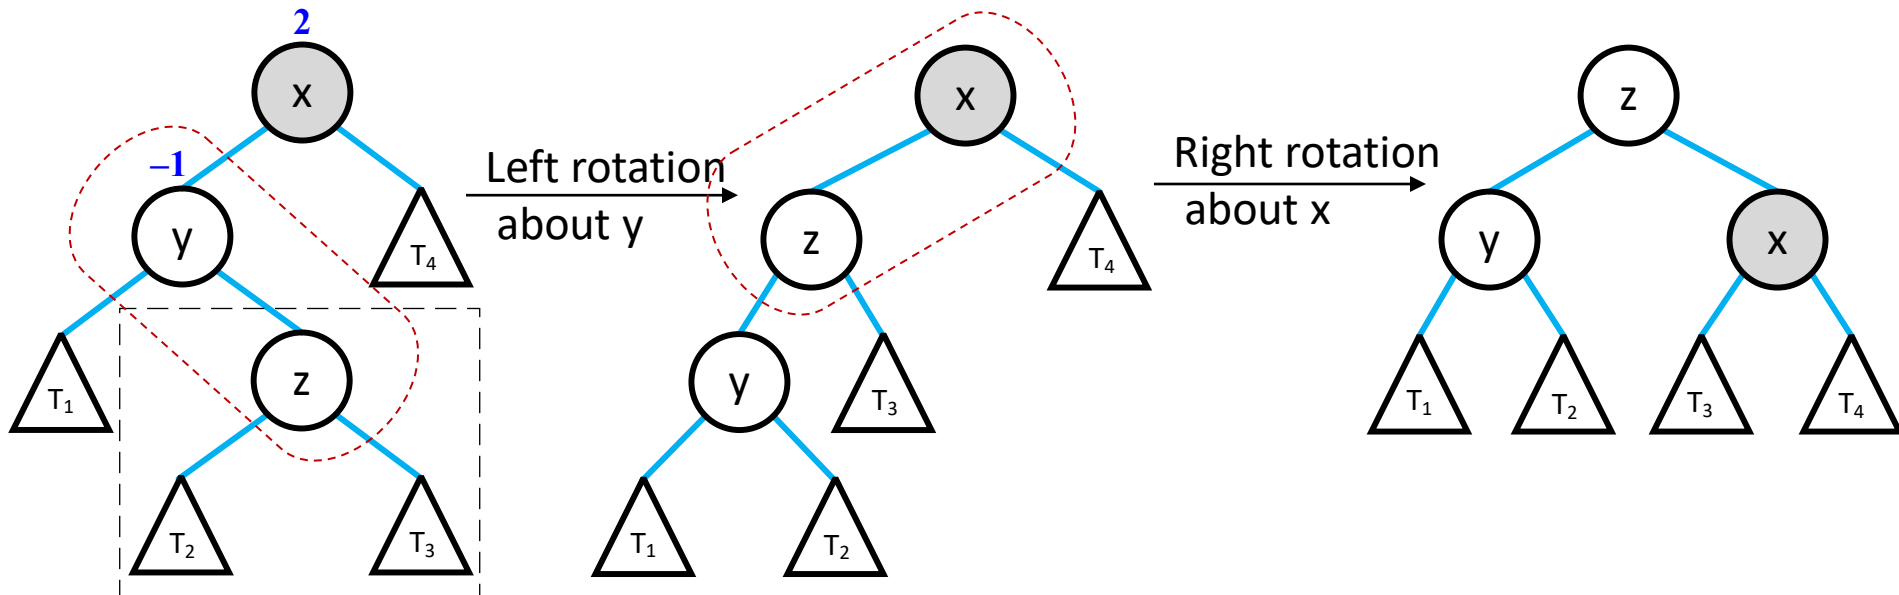 2
x
–1
y
T4
T1
z
T2
T3
Left rotation
about y
x
z
T4
y
T3
T1
T2
Right rotation
about x
z
y
x
T1
T2
T3
T4